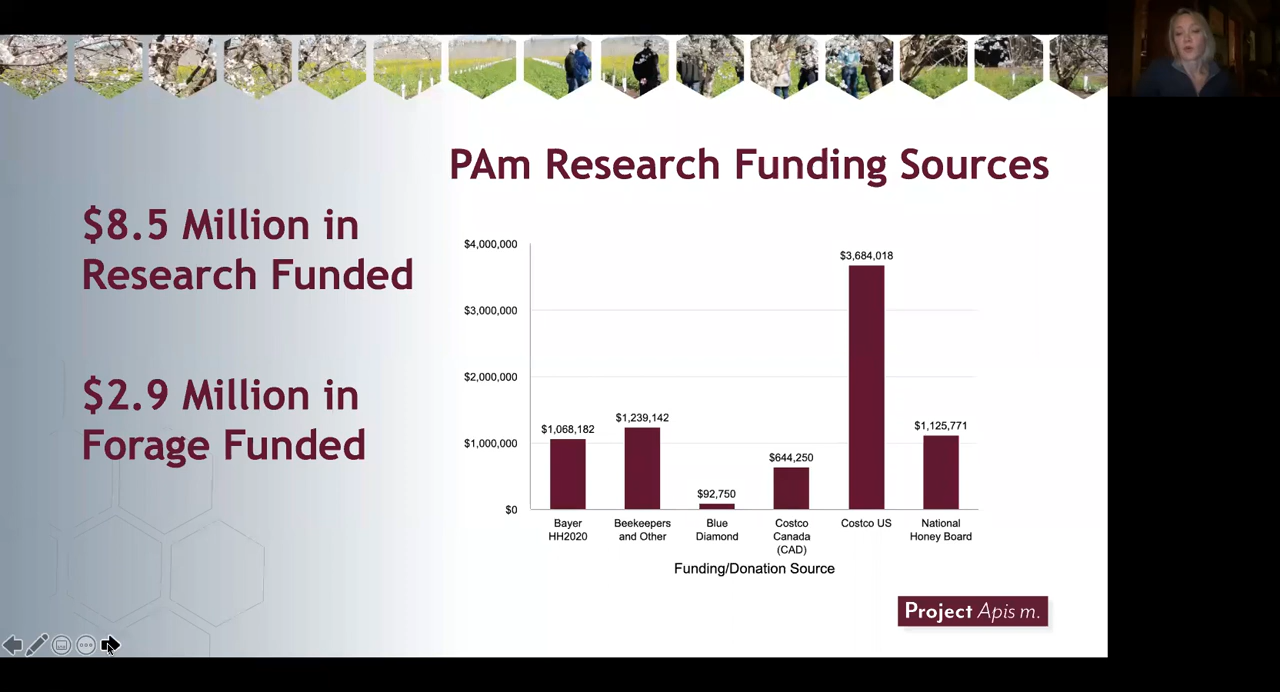 PAm Research Funding Sources
$8.5 Million in
Research Funded
$2.9 Million in
Forage Funded
$4,000,000
$3,000,000
$2,000,000
$1,000,000
$0
$1,068,182
$1,239,142
$92,750
$644,250
$3,684,018
$1,125,771
Bayer
HH2020
Beekeepers
and Other
Blue
Diamond
Costco
Canada
(CAD)
Costco US
National
Honey Board
Funding/Donation Source
Project Apis m.